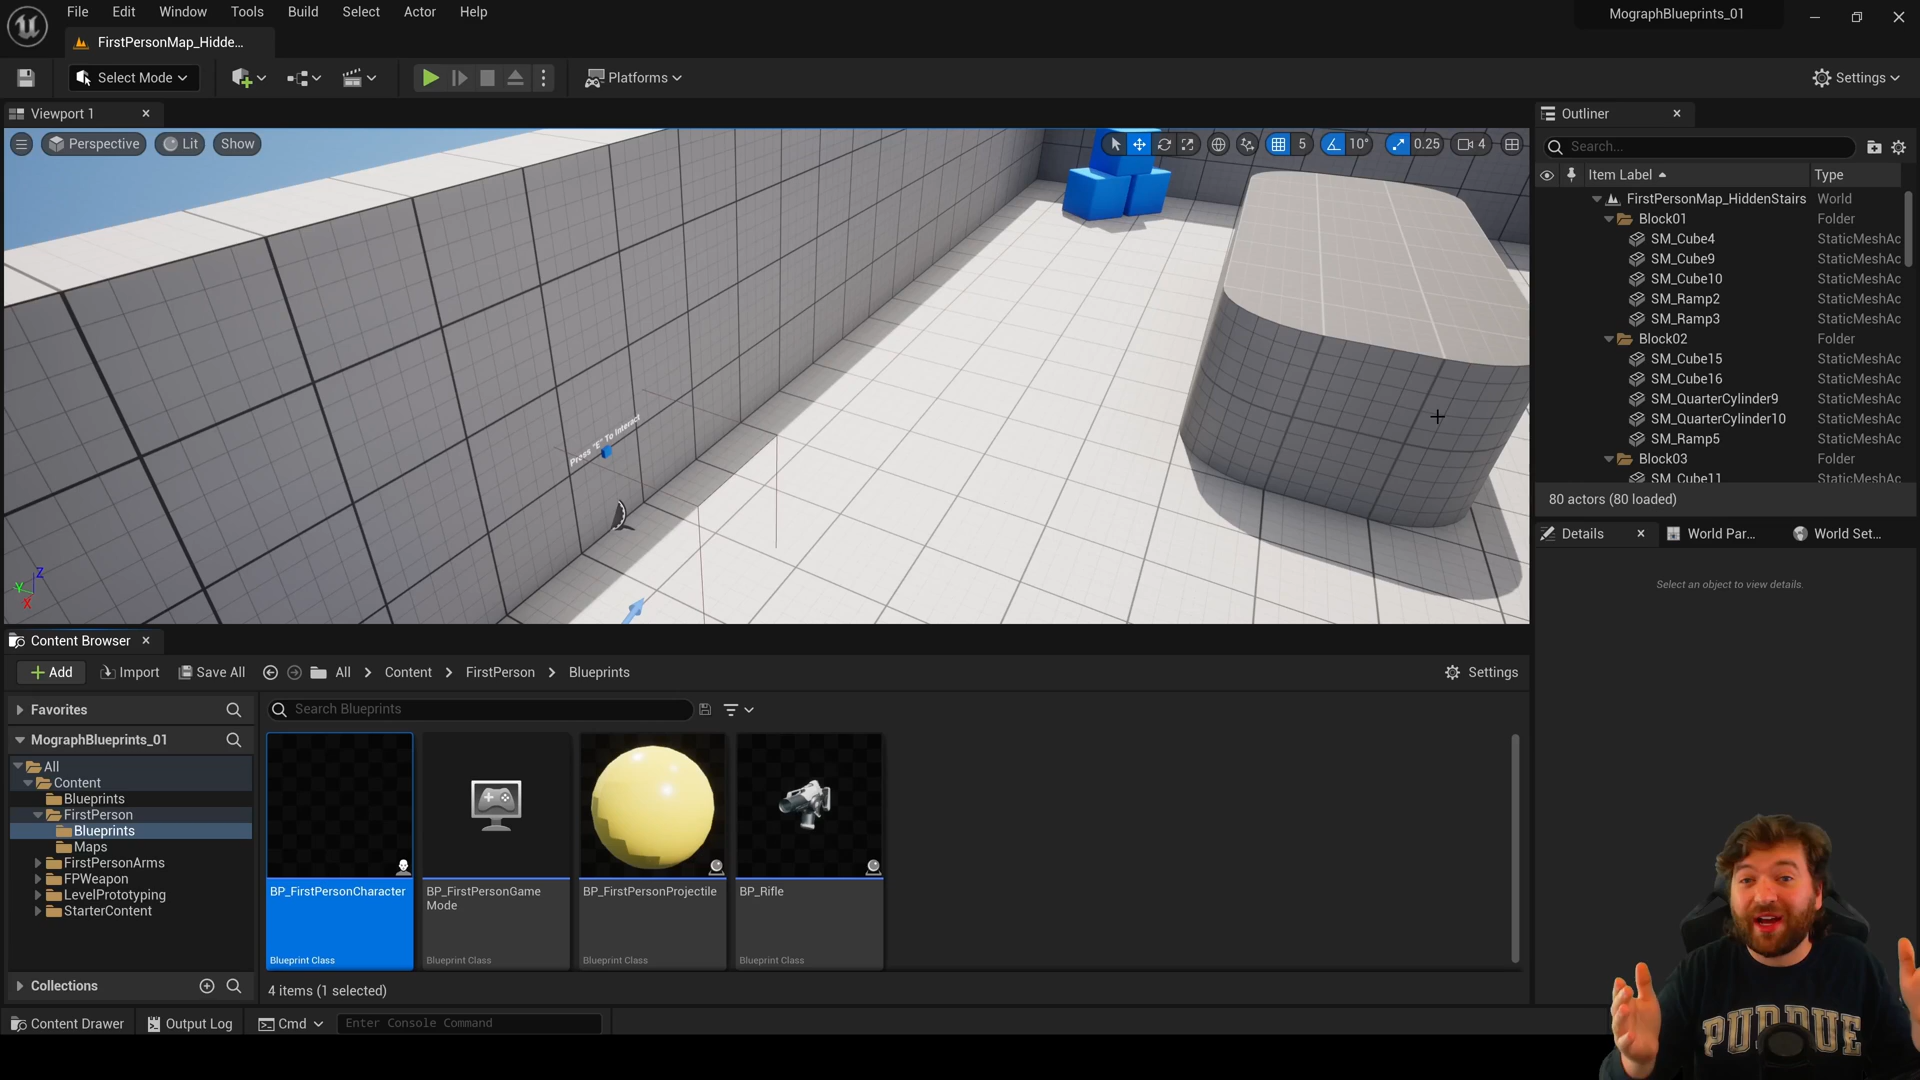 File Edit Window Tools Build Select Actor Help
MographBlueprints_01
FirstPersonMap_Hidde...
Select Mode
Platforms
Settings
Viewport 1
Perspective
Lit
Show
5
10°
0.25
4
Press "E" To Interact
Z
Y
X
Outliner
Search...
Item Label Type
FirstPersonMap_HiddenStairs World
Block01 Folder
SM_Cube4 StaticMeshAc
SM_Cube9 StaticMeshAc
SM_Cube10 StaticMeshAc
SM_Ramp2 StaticMeshAc
SM_Ramp3 StaticMeshAc
Block02 Folder
SM_Cube15 StaticMeshAc
SM_Cube16 StaticMeshAc
SM_QuarterCylinder9 StaticMeshAc
SM_QuarterCylinder10 StaticMeshAc
SM_Ramp5 StaticMeshAc
Block03 Folder
SM_Cube11 StaticMeshAc
80 actors (80 loaded)
Details World Par... World Set...
Select an object to view details.
Content Browser
Add Import Save All All Content FirstPerson Blueprints Settings
Favorites
Search Blueprints
MographBlueprints_01
All
Content
Blueprints
FirstPerson
Blueprints
Maps
FirstPersonArms
FPWeapon
LevelPrototyping
StarterContent
Collections
BP_FirstPersonCharacter
Blueprint Class
BP_FirstPersonGame
Mode
Blueprint Class
BP_FirstPersonProjectile
Blueprint Class
BP_Rifle
Blueprint Class
4 items (1 selected)
Content Drawer Output Log Cmd Enter Console Command
PURDUE